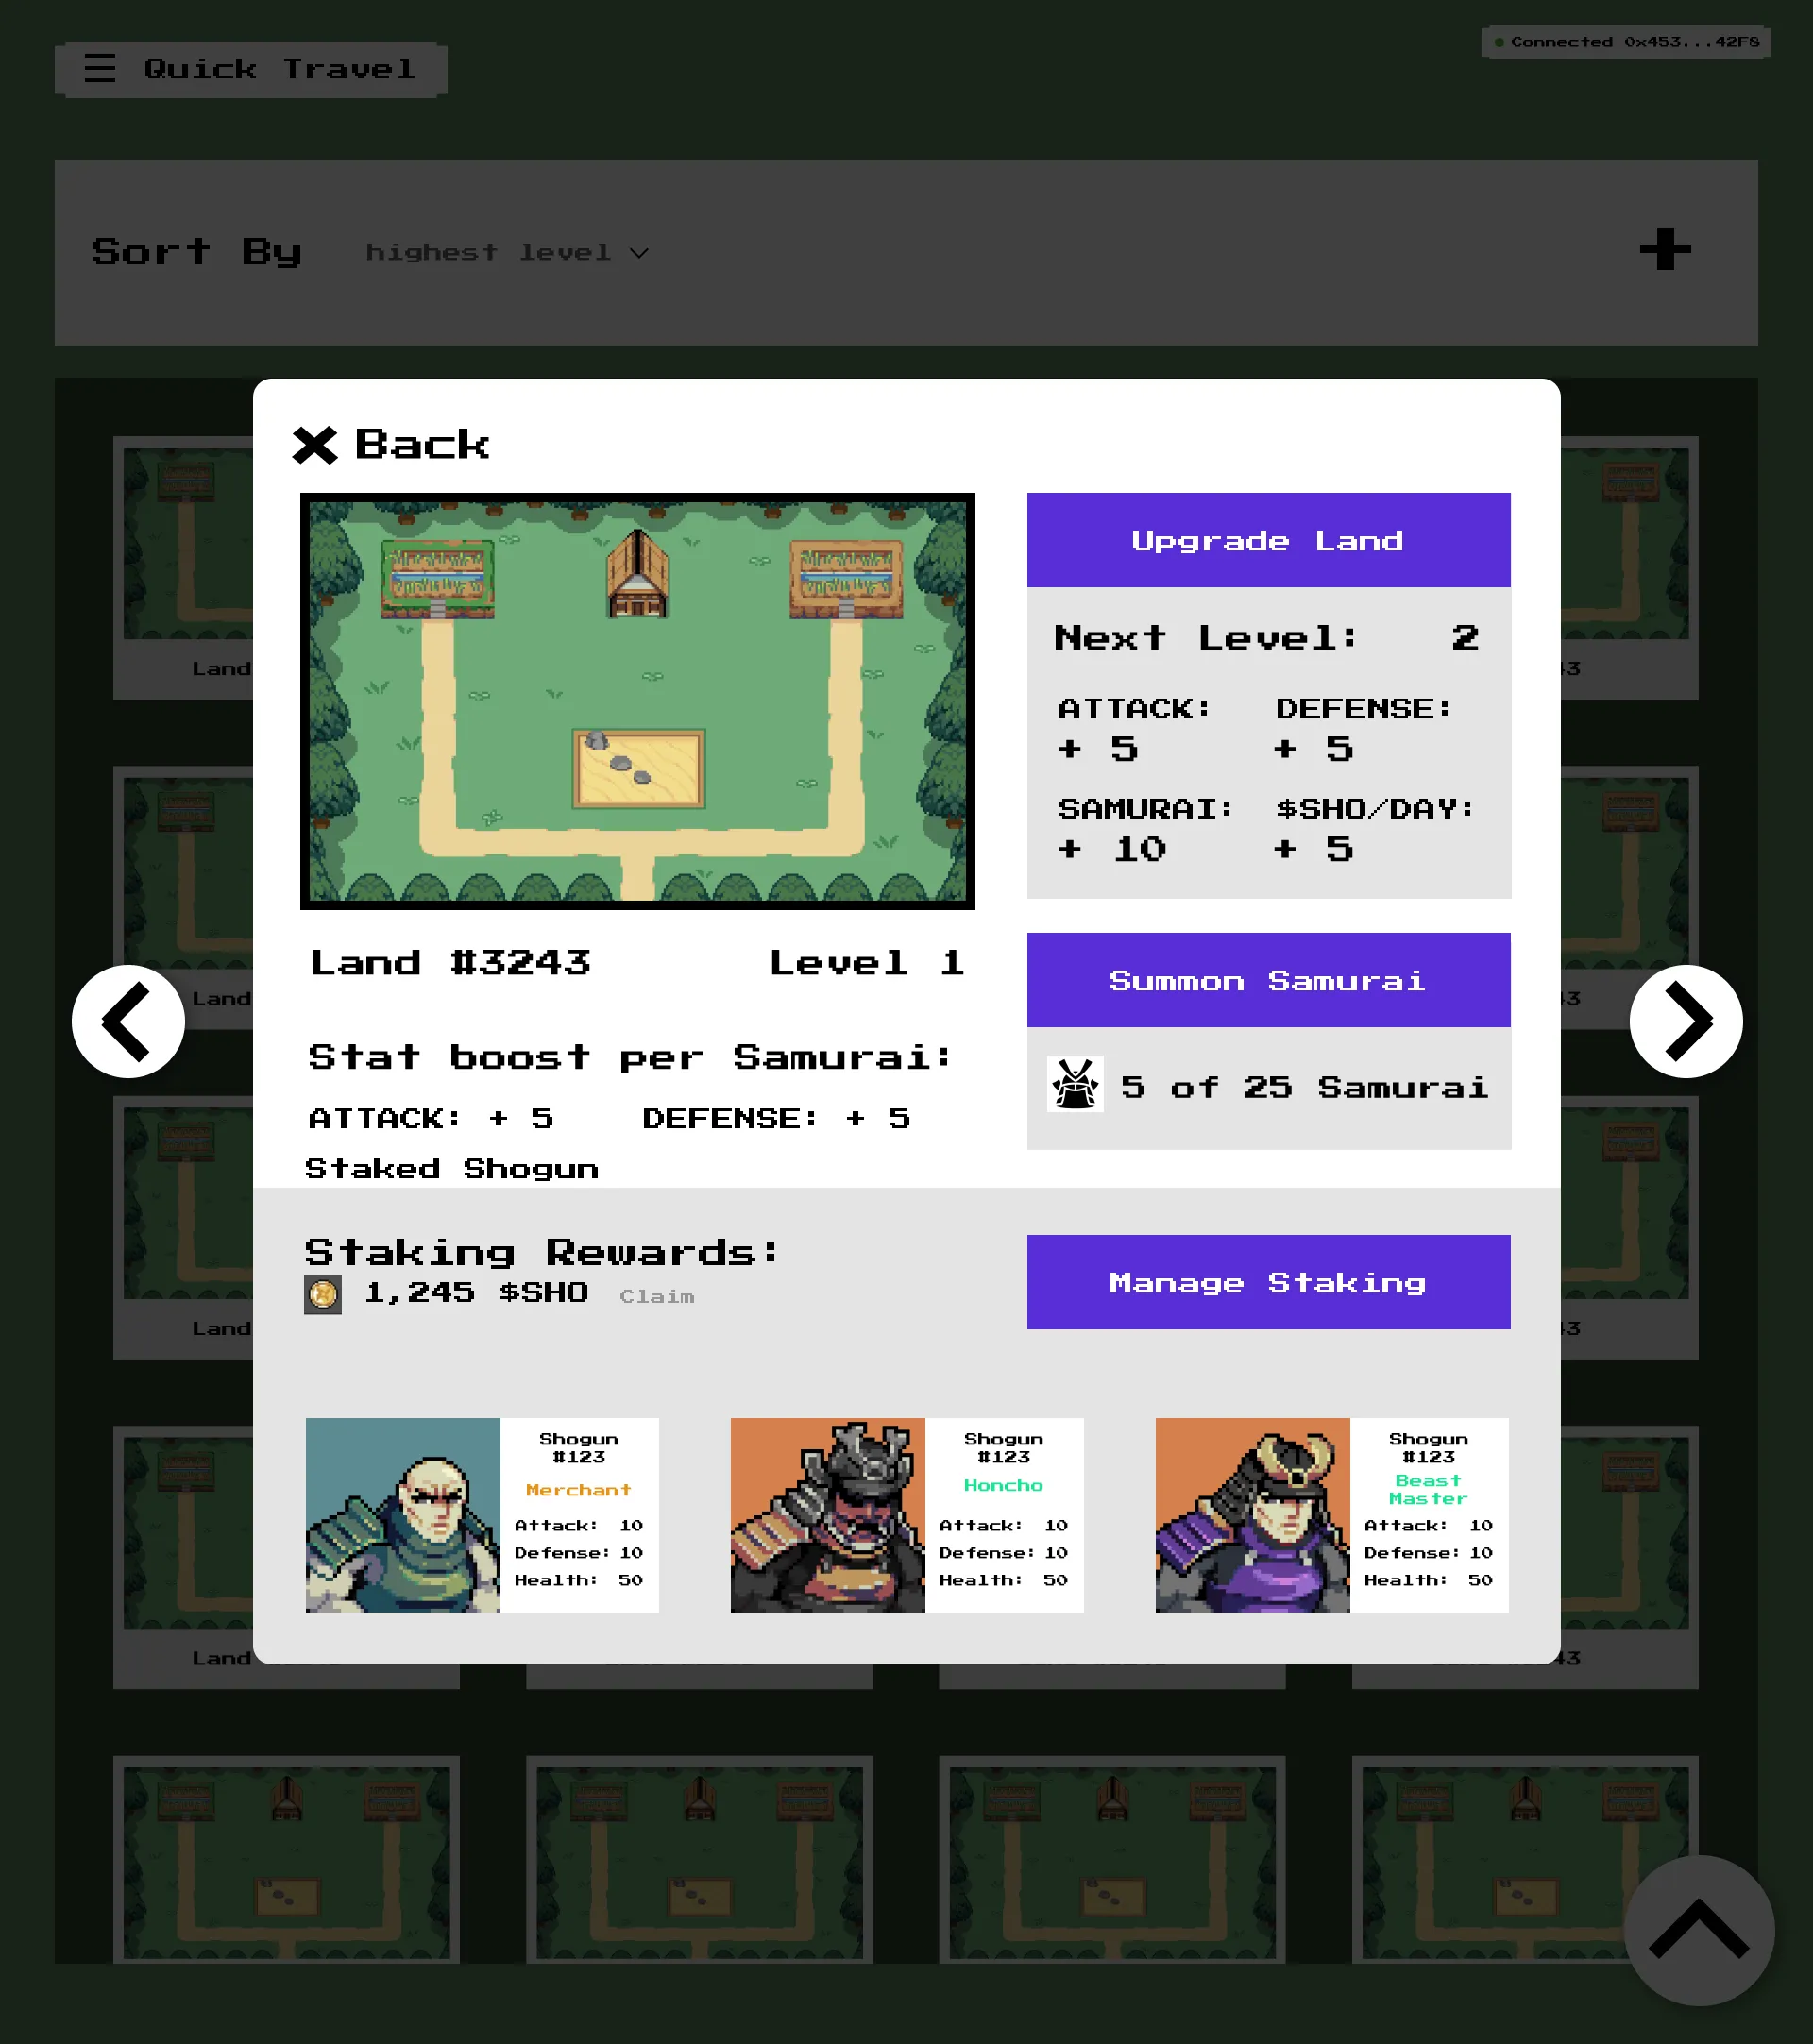 Quick Travel
Connected 0x453...42F8
Sort By highest level
Back
Upgrade Land
Next Level: 2
ATTACK: DEFENSE:
+ 5 + 5
SAMURAI: $SHO/DAY:
+ 10 + 5
Land #3243 Level 1
Summon Samurai
5 of 25 Samurai
Stat boost per Samurai:
ATTACK: + 5 DEFENSE: + 5
Staked Shogun
Staking Rewards:
1,245 $SHO Claim
Manage Staking
Shogun
#123
Merchant
Attack: 10
Defense: 10
Health: 50
Shogun
#123
Honcho
Attack: 10
Defense: 10
Health: 50
Shogun
#123
Beast
Master
Attack: 10
Defense: 10
Health: 50
Land
Land
Land
Land